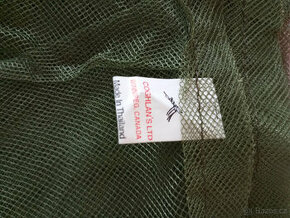 COGHLAN'S LTD
WINNIPEG, CANADA
Made in Thailand